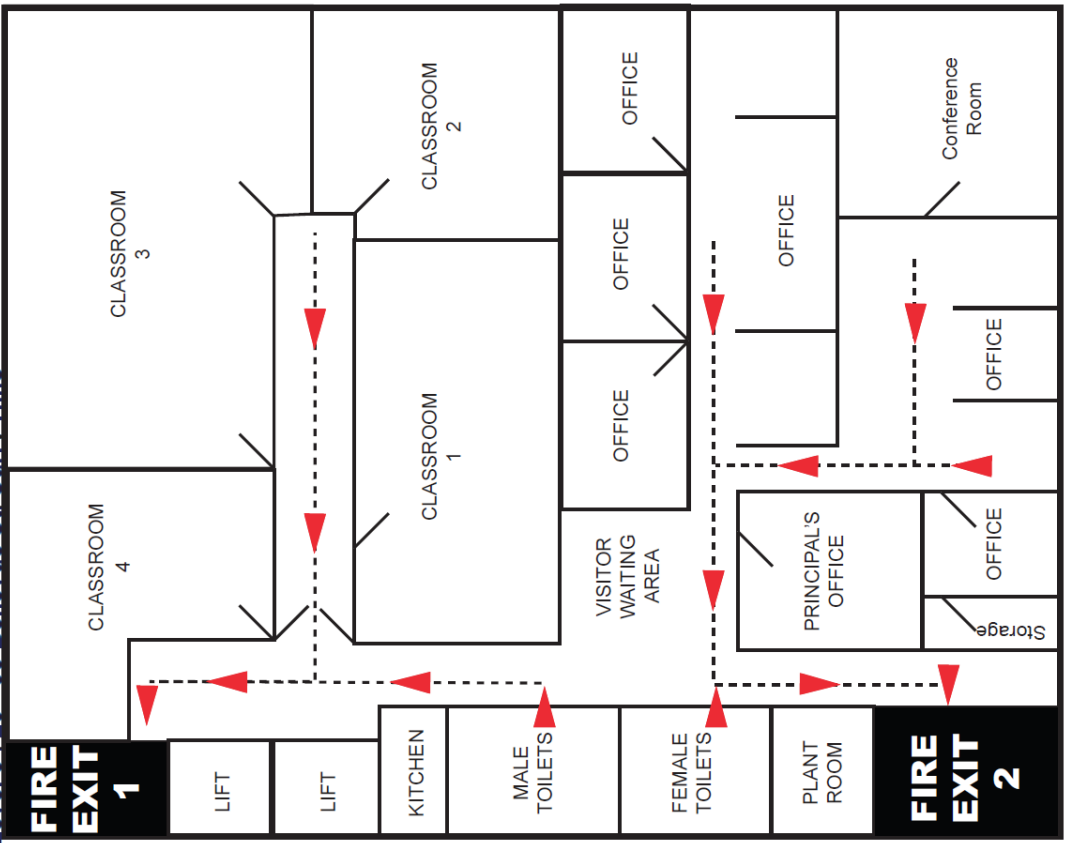 CLASSROOM
3
CLASSROOM
2
OFFICE
Conference
Room
OFFICE
OFFICE
CLASSROOM
1
OFFICE
OFFICE
CLASSROOM
4
VISITOR
WAITING
AREA
PRINCIPAL'S
OFFICE
OFFICE
Storage
FIRE
EXIT
1
LIFT
LIFT
KITCHEN
MALE
TOILETS
FEMALE
TOILETS
PLANT
ROOM
FIRE
EXIT
2